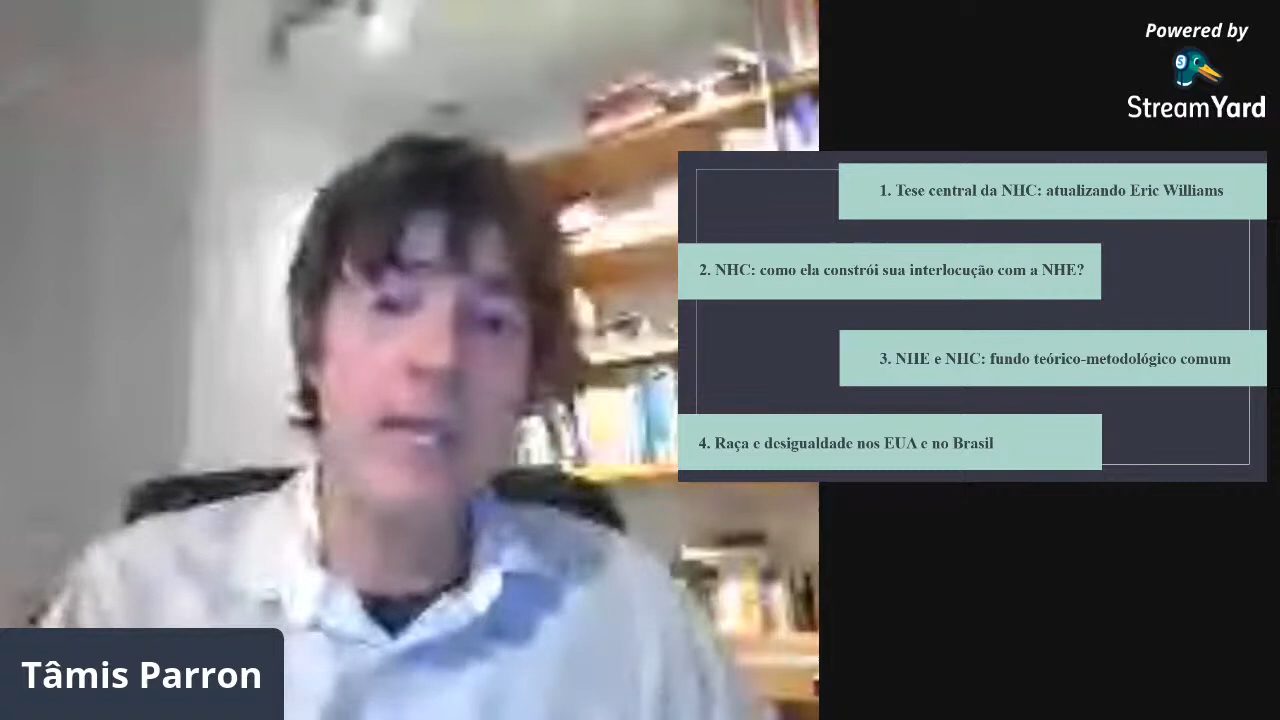 Powered by
StreamYard
1. Tese central da NHC: atualizando Eric Williams
2. NHC: como ela constrói sua interlocução com a NHE?
3. NHE e NHC: fundo teórico-metodológico comum
4. Raça e desigualdade nos EUA e no Brasil
Tâmis Parron